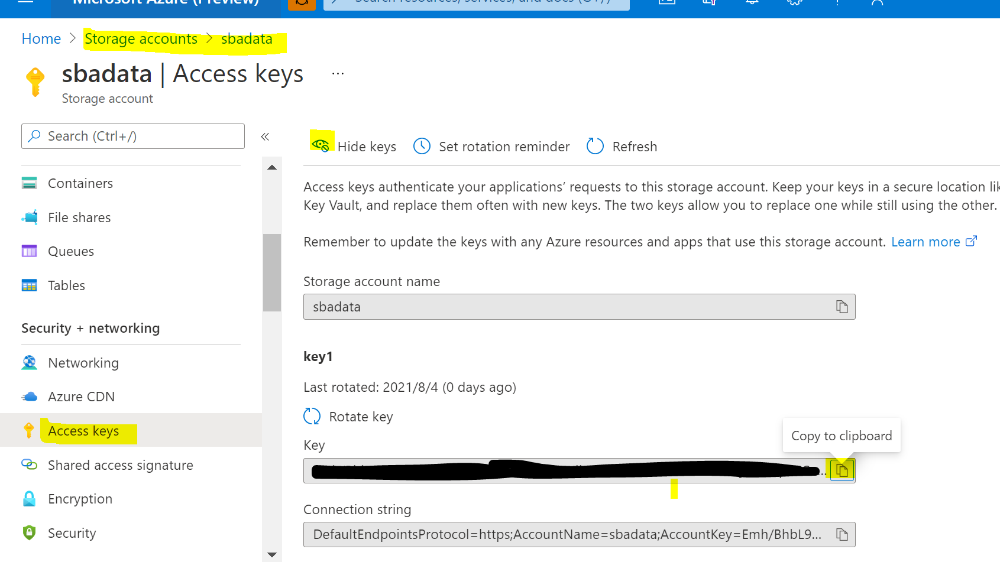 Microsoft Azure (Preview)
Search resources, services, and docs (G+/)
Home > Storage accounts > sbadata
sbadata | Access keys ...
Storage account
Search (Ctrl+/)
«
Hide keys
Set rotation reminder
Refresh
Containers
File shares
Queues
Tables
Security + networking
Networking
Azure CDN
Access keys
Shared access signature
Encryption
Security
Access keys authenticate your applications’ requests to this storage account. Keep your keys in a secure location
Key Vault, and replace them often with new keys. The two keys allow you to replace one while still using the other.
Remember to update the keys with any Azure resources and apps that use this storage account. Learn more
Storage account name
sbadata
key1
Last rotated: 2021/8/4 (0 days ago)
Rotate key
Copy to clipboard
Key
...
Connection string
DefaultEndpointsProtocol=https;AccountName=sbadata;AccountKey=Emh/BhbL9...